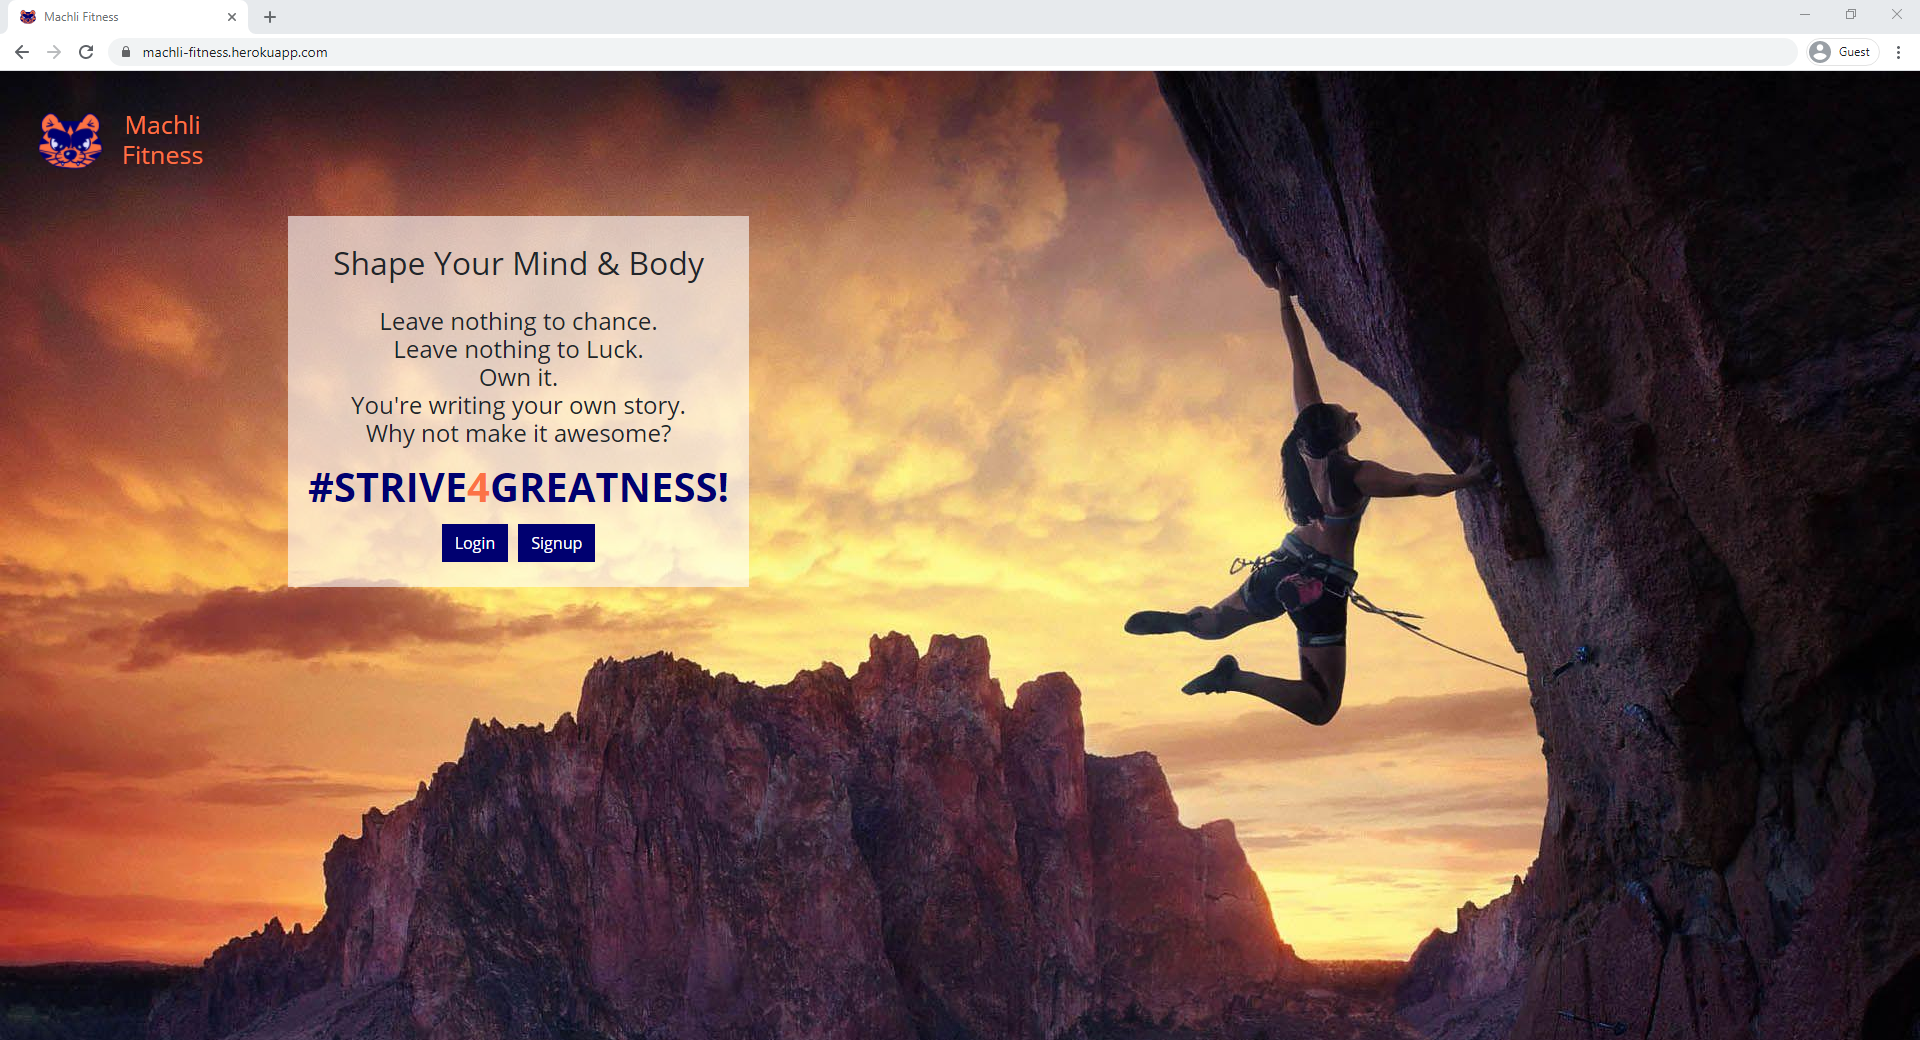 Machli Fitness
machli-fitness.herokuapp.com
Guest
Machli
Fitness
Shape Your Mind & Body
Leave nothing to chance.
Leave nothing to Luck.
Own it.
You're writing your own story.
Why not make it awesome?
#STRIVE4GREATNESS!
Login Signup